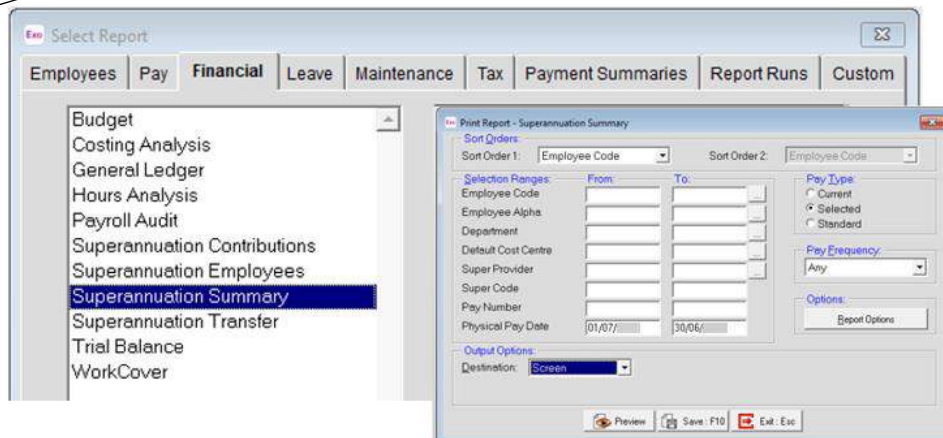 Exo Select Report
Employees Pay Financial Leave Maintenance Tax Payment Summaries Report Runs Custom
Budget
Costing Analysis
General Ledger
Hours Analysis
Payroll Audit
Superannuation Contributions
Superannuation Employees
Superannuation Summary
Superannuation Transfer
Trial Balance
WorkCover
Exo Print Report - Superannuation Summary
Sort Orders:
Sort Order 1: Employee Code Sort Order 2: Employee Code
Selection Ranges: From: To:
Employee Code ...
Employee Alpha ...
Department ...
Default Cost Centre ...
Super Provider ...
Super Code
Pay Number
Physical Pay Date 01/07/ 30/06/
Pay Type:
Current
Selected
Standard
Pay Frequency:
Any
Options:
Report Options
Output Options:
Destination: Screen
Preview Save : F10 Exit : Esc